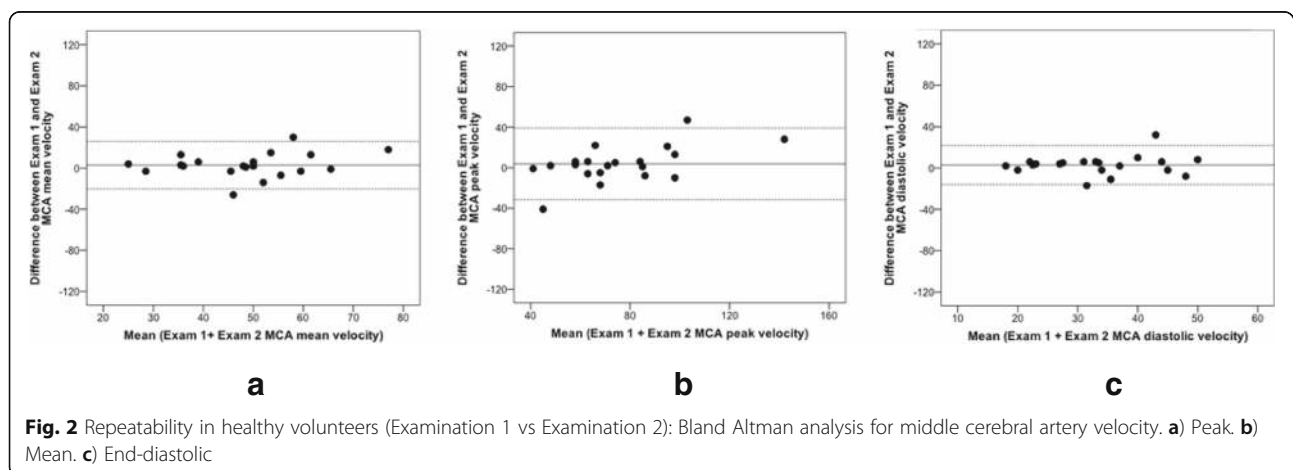 Difference between Exam 1 and Exam 2
MCA mean velocity
120
80
40
0
-40
-80
-120
20 30 40 50 60 70 80
Mean (Exam 1+ Exam 2 MCA mean velocity)
a
Difference between Exam 1 and Exam 2
MCA peak velocity
120
80
40
0
-40
-80
-120
40 80 120 160
Mean (Exam 1 + Exam 2 MCA peak velocity)
b
Difference between Exam 1 and Exam 2
MCA diastolic velocity
120
80
40
0
-40
-80
-120
10 20 30 40 50 60
Mean (Exam 1 + Exam 2 MCA diastolic velocity)
c
Fig. 2 Repeatability in healthy volunteers (Examination 1 vs Examination 2): Bland Altman analysis for middle cerebral artery velocity. a) Peak. b)
Mean. c) End-diastolic